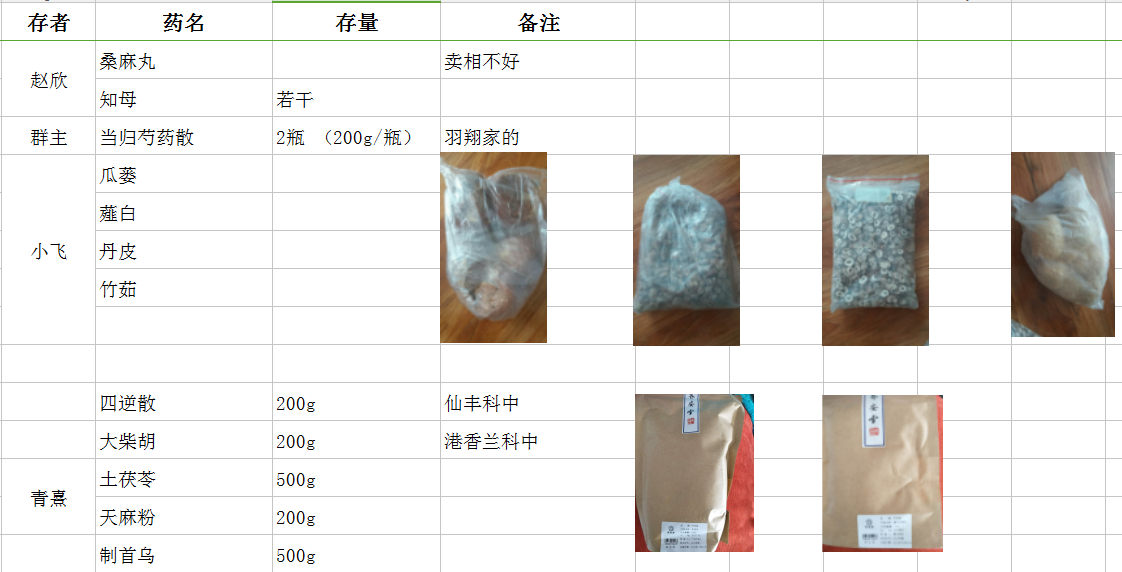 存者 药名 存量 备注
赵欣 桑麻丸 卖相不好
知母 若干
群主 当归芍药散 2瓶 （200g/瓶） 羽翔家的
小飞 瓜蒌
薤白
丹皮
竹茹
四逆散 200g 仙丰科中
大柴胡 200g 港香兰科中
青熹 土茯苓 500g
天麻粉 200g
制首乌 500g